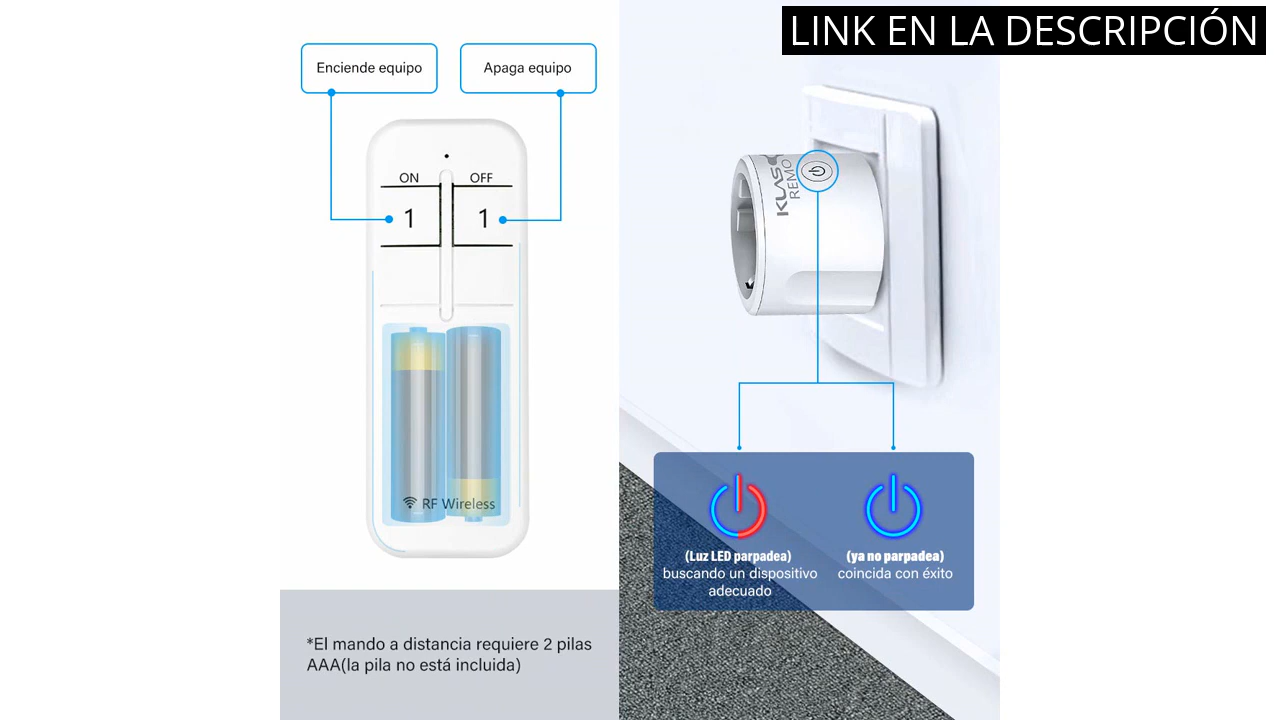 LINK EN LA DESCRIPCIÓN
Enciende equipo
Apaga equipo
ON
OFF
1
1
RF Wireless
*El mando a distancia requiere 2 pilas
AAA(la pila no está incluida)
KLAS
REMO
(Luz LED parpadea)
buscando un dispositivo
adecuado
(ya no parpadea)
coincida con éxito